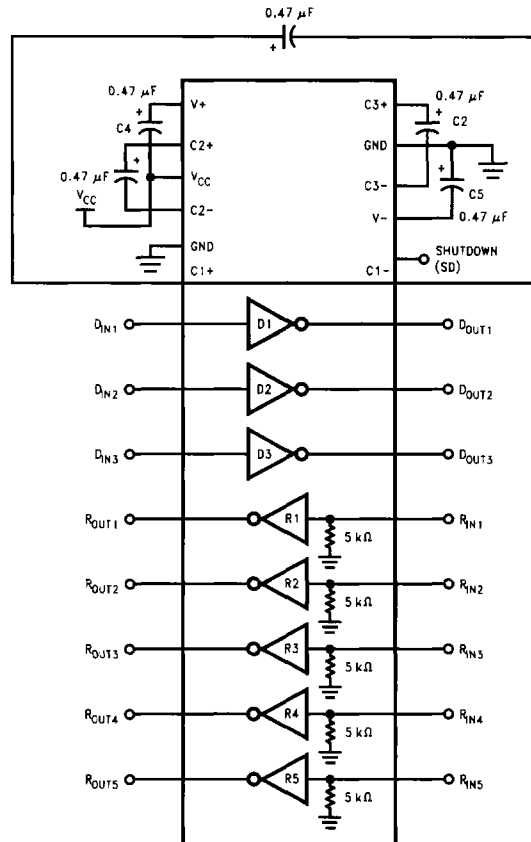 0.47 μF
+
0.47 μF
+
C4
V+
C2+
0.47 μF
+
VCC
VCC
C2-
GND
C1+
C3+
0.47 μF
+
C2
GND
+
C3-
C5
V-
0.47 μF
SHUTDOWN
(SD)
C1-
DIN1
D1
DOUT1
DIN2
D2
DOUT2
DIN3
D3
DOUT3
ROUT1
R1
RIN1
5 kΩ
ROUT2
R2
RIN2
5 kΩ
ROUT3
R3
RIN3
5 kΩ
ROUT4
R4
RIN4
5 kΩ
ROUT5
R5
RIN5
5 kΩ